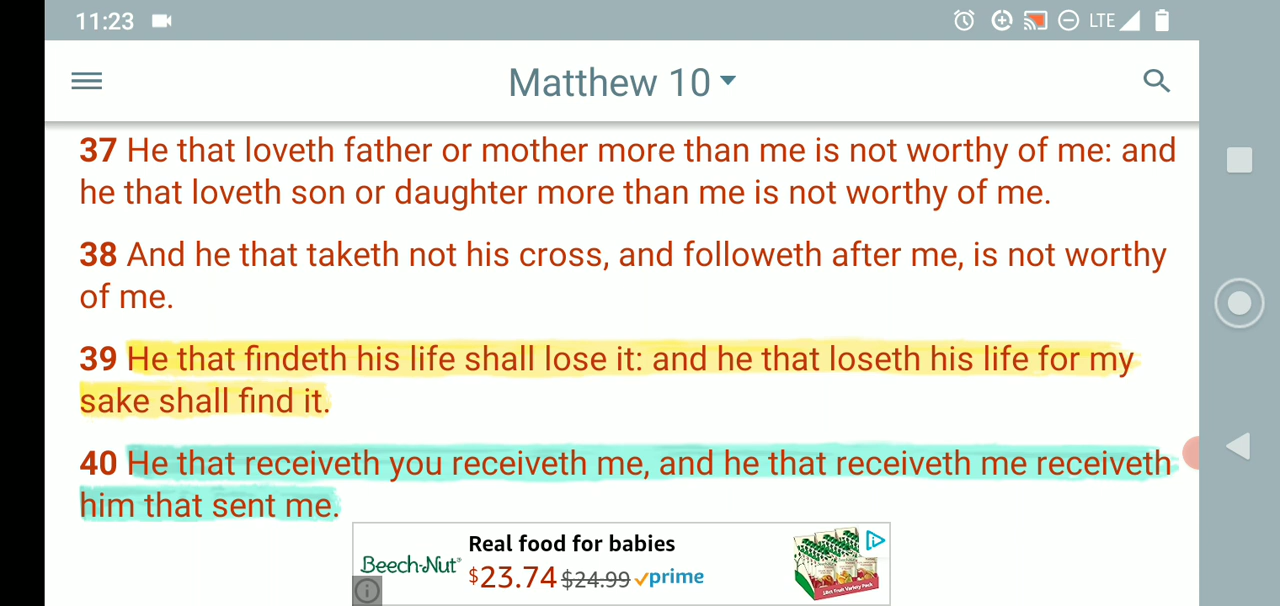 11:23
LTE
Matthew 10
37 He that loveth father or mother more than me is not worthy of me: and
he that loveth son or daughter more than me is not worthy of me.
38 And he that taketh not his cross, and followeth after me, is not worthy
of me.
39 He that findeth his life shall lose it: and he that loseth his life for my
sake shall find it.
40 He that receiveth you receiveth me, and he that receiveth me receiveth
him that sent me.
Real food for babies
Beech-Nut®
$23.74 $24.99 prime